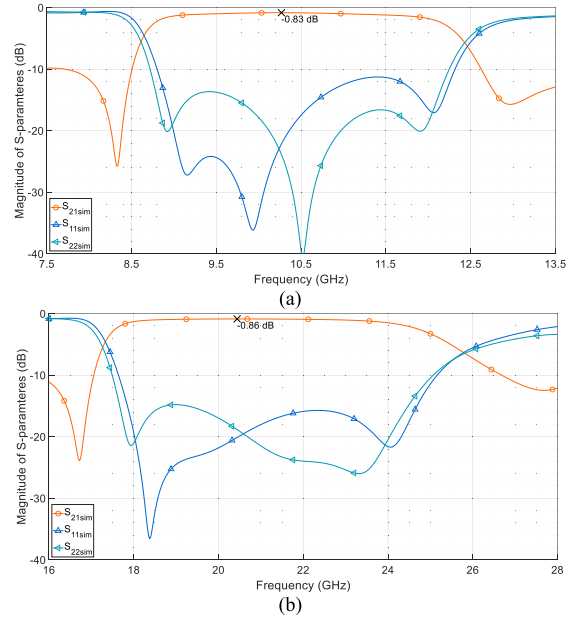 0
-10
-20
-30
-40
Magnitude of S-paramteres (dB)
-0.83 dB
S21sim
S11sim
S22sim
7.5 8.5 9.5 10.5 11.5 12.5 13.5
Frequency (GHz)
(a)
0
-10
-20
-30
-40
Magnitude of S-paramteres (dB)
-0.86 dB
S21sim
S11sim
S22sim
16 18 20 22 24 26 28
Frequency (GHz)
(b)